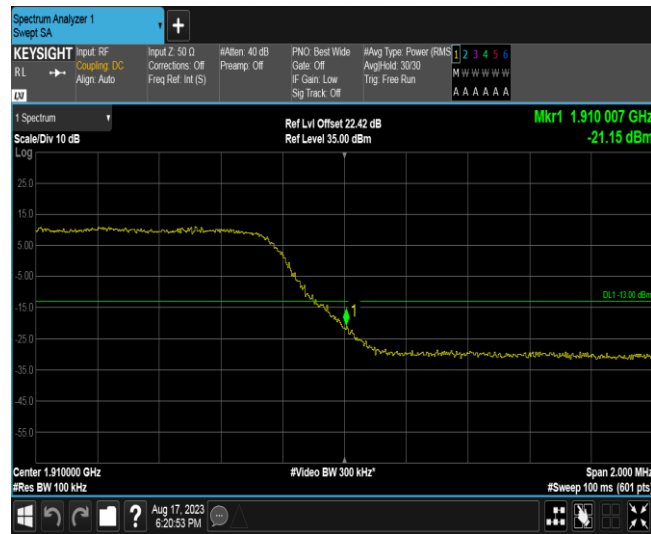 Spectrum Analyzer 1
Swept SA
+
KEYSIGHT
RL
LXI
Input: RF
Coupling: DC
Align: Auto
Input Z: 50 Ω
Corrections: Off
Freq Ref: Int (S)
#Atten: 40 dB
Preamp: Off
PNO: Best Wide
Gate: Off
IF Gain: Low
Sig Track: Off
#Avg Type: Power (RMS
Avg|Hold: 30/30
Trig: Free Run
1 2 3 4 5 6
M W W W W W
A A A A A A
1 Spectrum
Scale/Div 10 dB
Ref Lvl Offset 22.42 dB
Ref Level 35.00 dBm
Mkr1 1.910 007 GHz
-21.15 dBm
Log
25.0
15.0
5.00
-5.00
-15.0
-25.0
-35.0
-45.0
-55.0
1
DL1 -13.00 dBm
Center 1.910000 GHz
#Res BW 100 kHz
#Video BW 300 kHz*
Span 2.000 MHz
#Sweep 100 ms (601 pts
?
Aug 17, 2023
6:20:53 PM